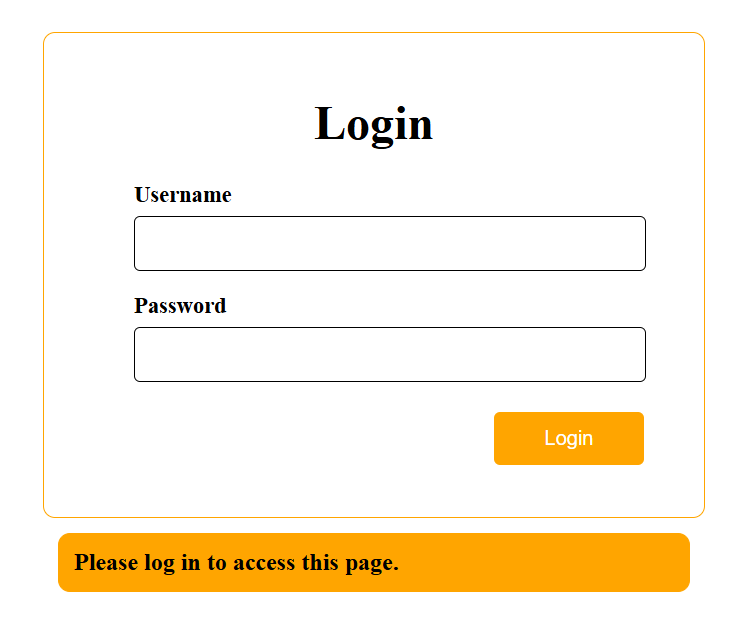 Login
Username
Password
Login
Please log in to access this page.